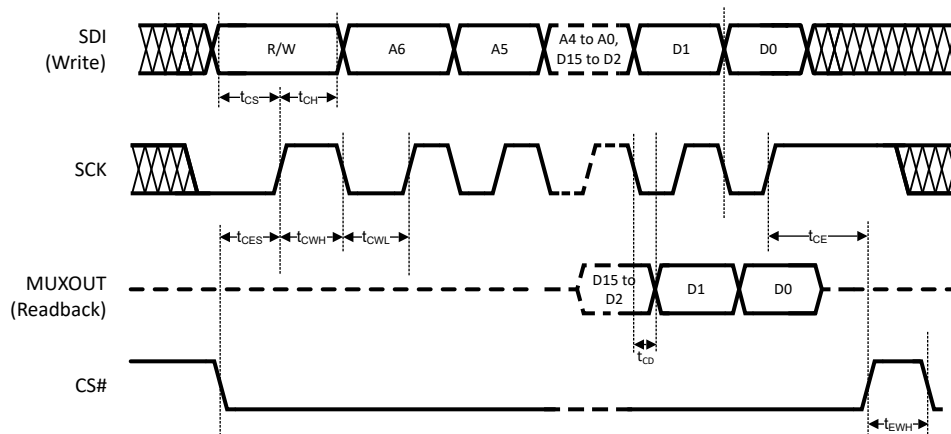 SDI
(Write)
R/W
A6
A5
A4 to A0,
D15 to D2
D1
D0
tCS
tCH
SCK
tCES
tCWH
tCWL
tCE
MUXOUT
(Readback)
D15 to
D2
D1
D0
tCD
CS#
tEWH